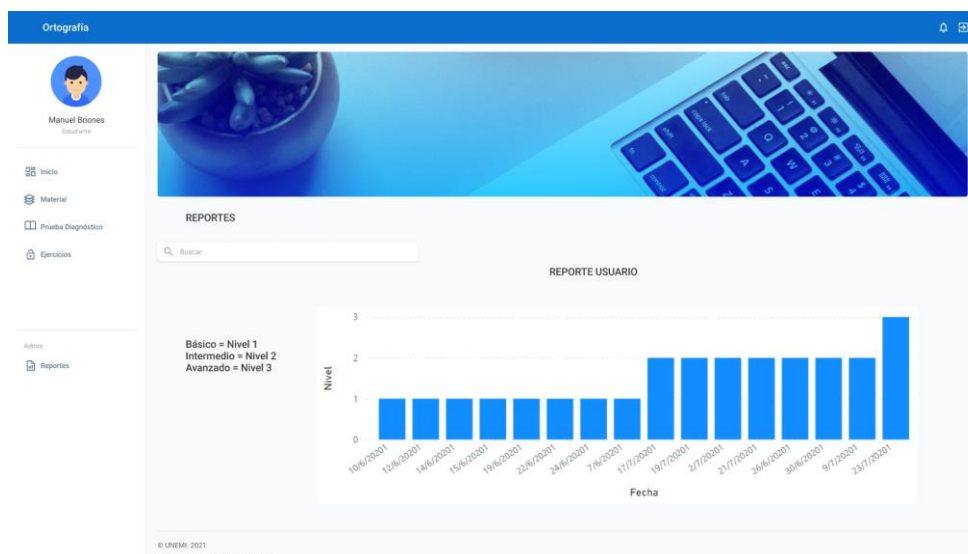 Ortografía
Manuel Briones
Estudiante
Inicio
Material
Prueba Diagnóstico
Ejercicios
Admin
Reportes
REPORTES
Buscar
REPORTE USUARIO
Básico = Nivel 1
Intermedio = Nivel 2
Avanzado = Nivel 3
Nivel
3
2
1
0
10/6/20201
12/6/20201
14/6/20201
15/6/20201
19/6/20201
22/6/20201
24/6/20201
7/6/20201
17/7/20201
19/7/20201
2/7/20201
21/7/20201
26/6/20201
30/6/20201
9/7/20201
23/7/20201
Fecha
© UNEMI. 2021